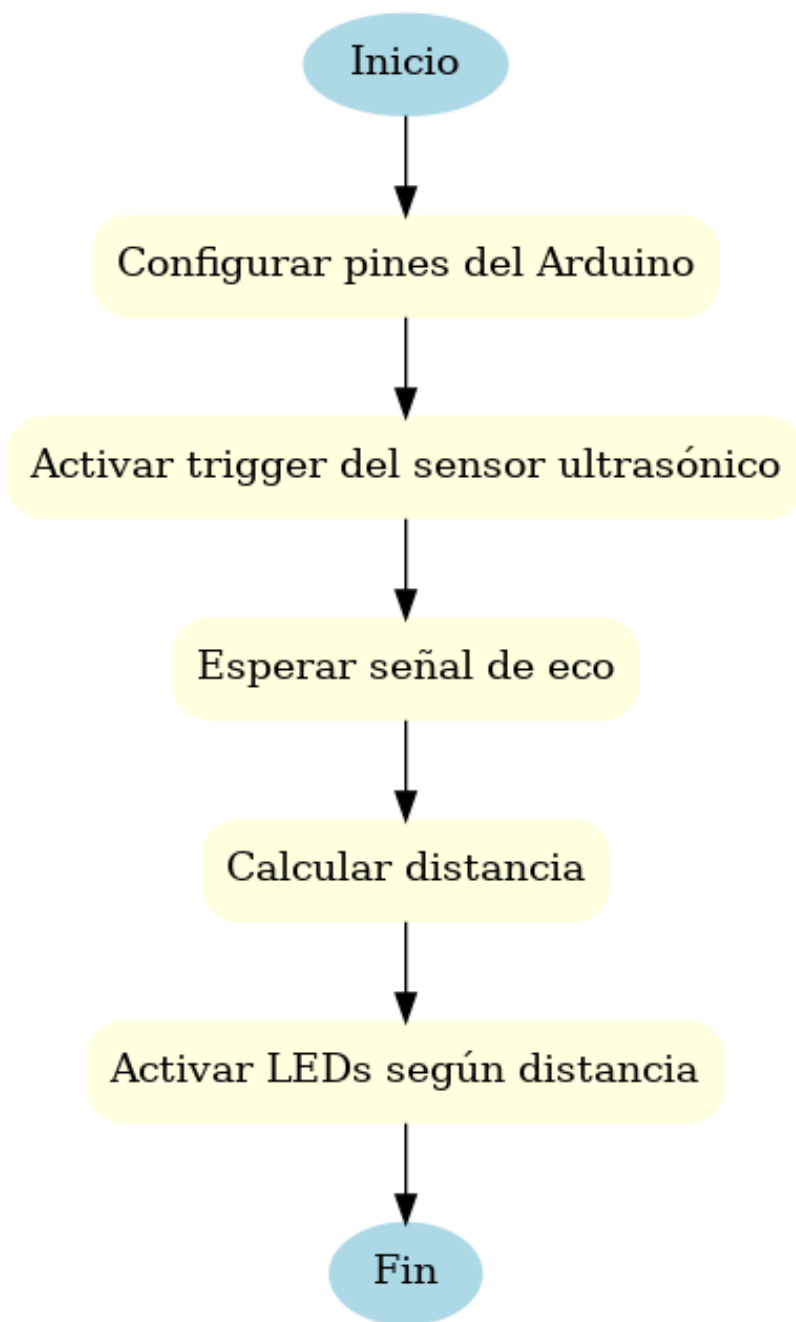 Inicio
Configurar pines del Arduino
Activar trigger del sensor ultrasónico
Esperar señal de eco
Calcular distancia
Activar LEDs según distancia
Fin